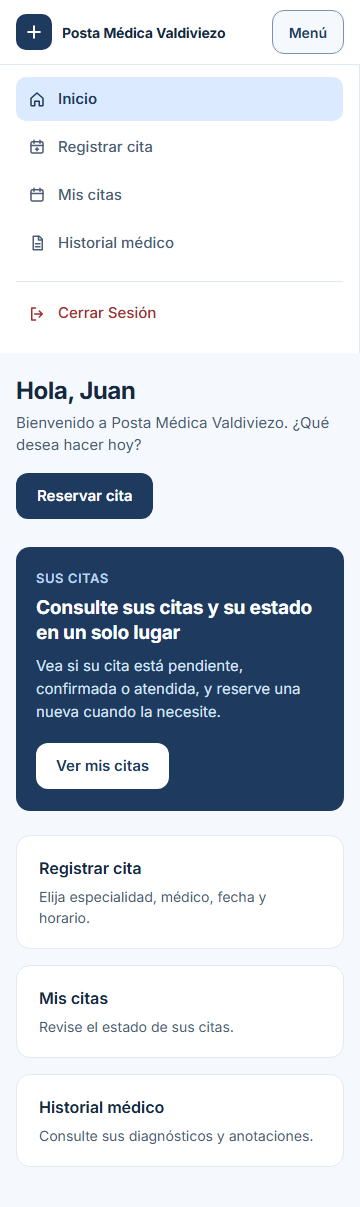 Posta Médica Valdiviezo
Menú
Inicio
Registrar cita
Mis citas
Historial médico
Cerrar Sesión
Hola, Juan
Bienvenido a Posta Médica Valdiviezo. ¿Qué
desea hacer hoy?
Reservar cita
SUS CITAS
Consulte sus citas y su estado
en un solo lugar
Vea si su cita está pendiente,
confirmada o atendida, y reserve una
nueva cuando la necesite.
Ver mis citas
Registrar cita
Elija especialidad, médico, fecha y
horario.
Mis citas
Revise el estado de sus citas.
Historial médico
Consulte sus diagnósticos y anotaciones.